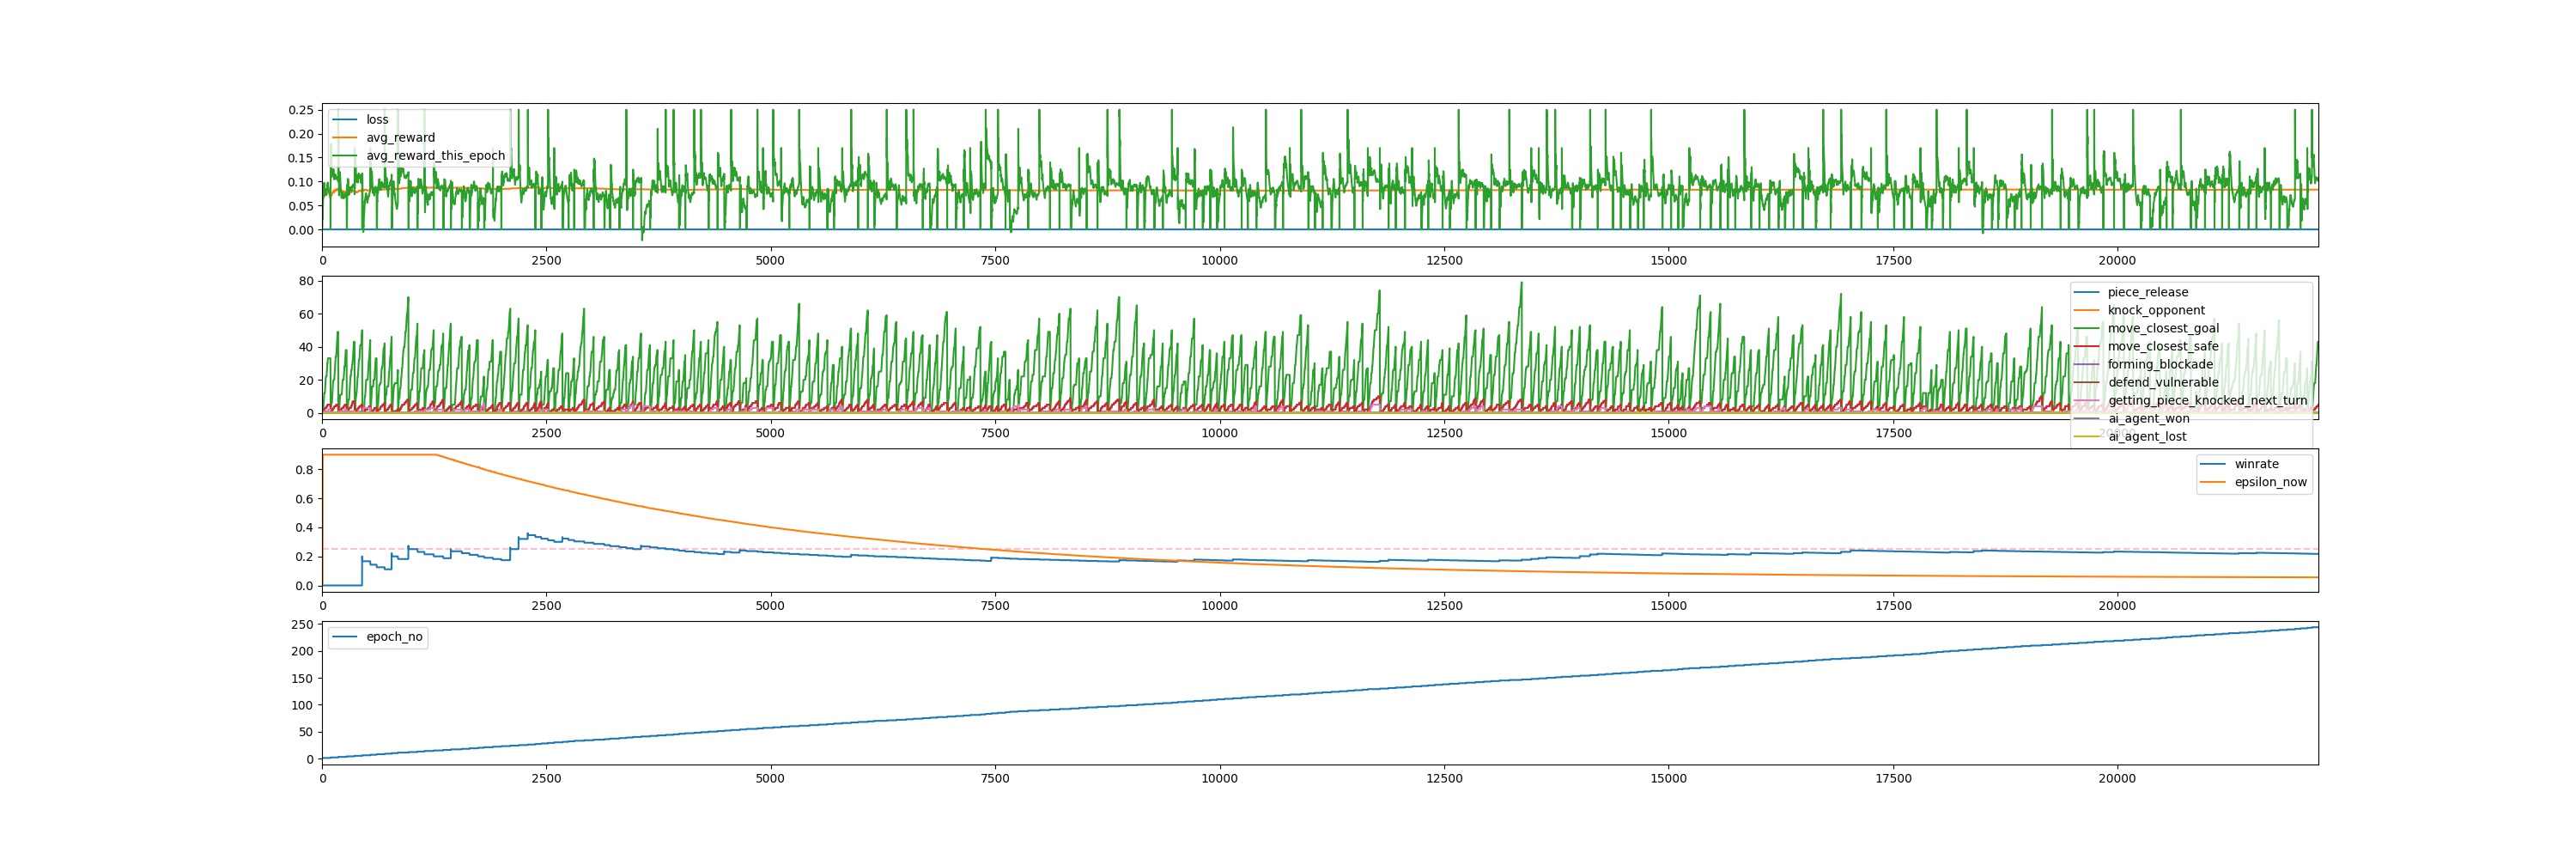 0.25
0.20
0.15
0.10
0.05
0.00
loss
avg_reward
avg_reward_this_epoch
0 2500 5000 7500 10000 12500 15000 17500 20000
80
60
40
20
0
piece_release
knock_opponent
move_closest_goal
move_closest_safe
forming_blockade
defend_vulnerable
getting_piece_knocked_next_turn
ai_agent_won
ai_agent_lost
0 2500 5000 7500 10000 12500 15000 17500 20000
0.8
0.6
0.4
0.2
0.0
winrate
epsilon_now
0 2500 5000 7500 10000 12500 15000 17500 20000
250
200
150
100
50
0
epoch_no
0 2500 5000 7500 10000 12500 15000 17500 20000